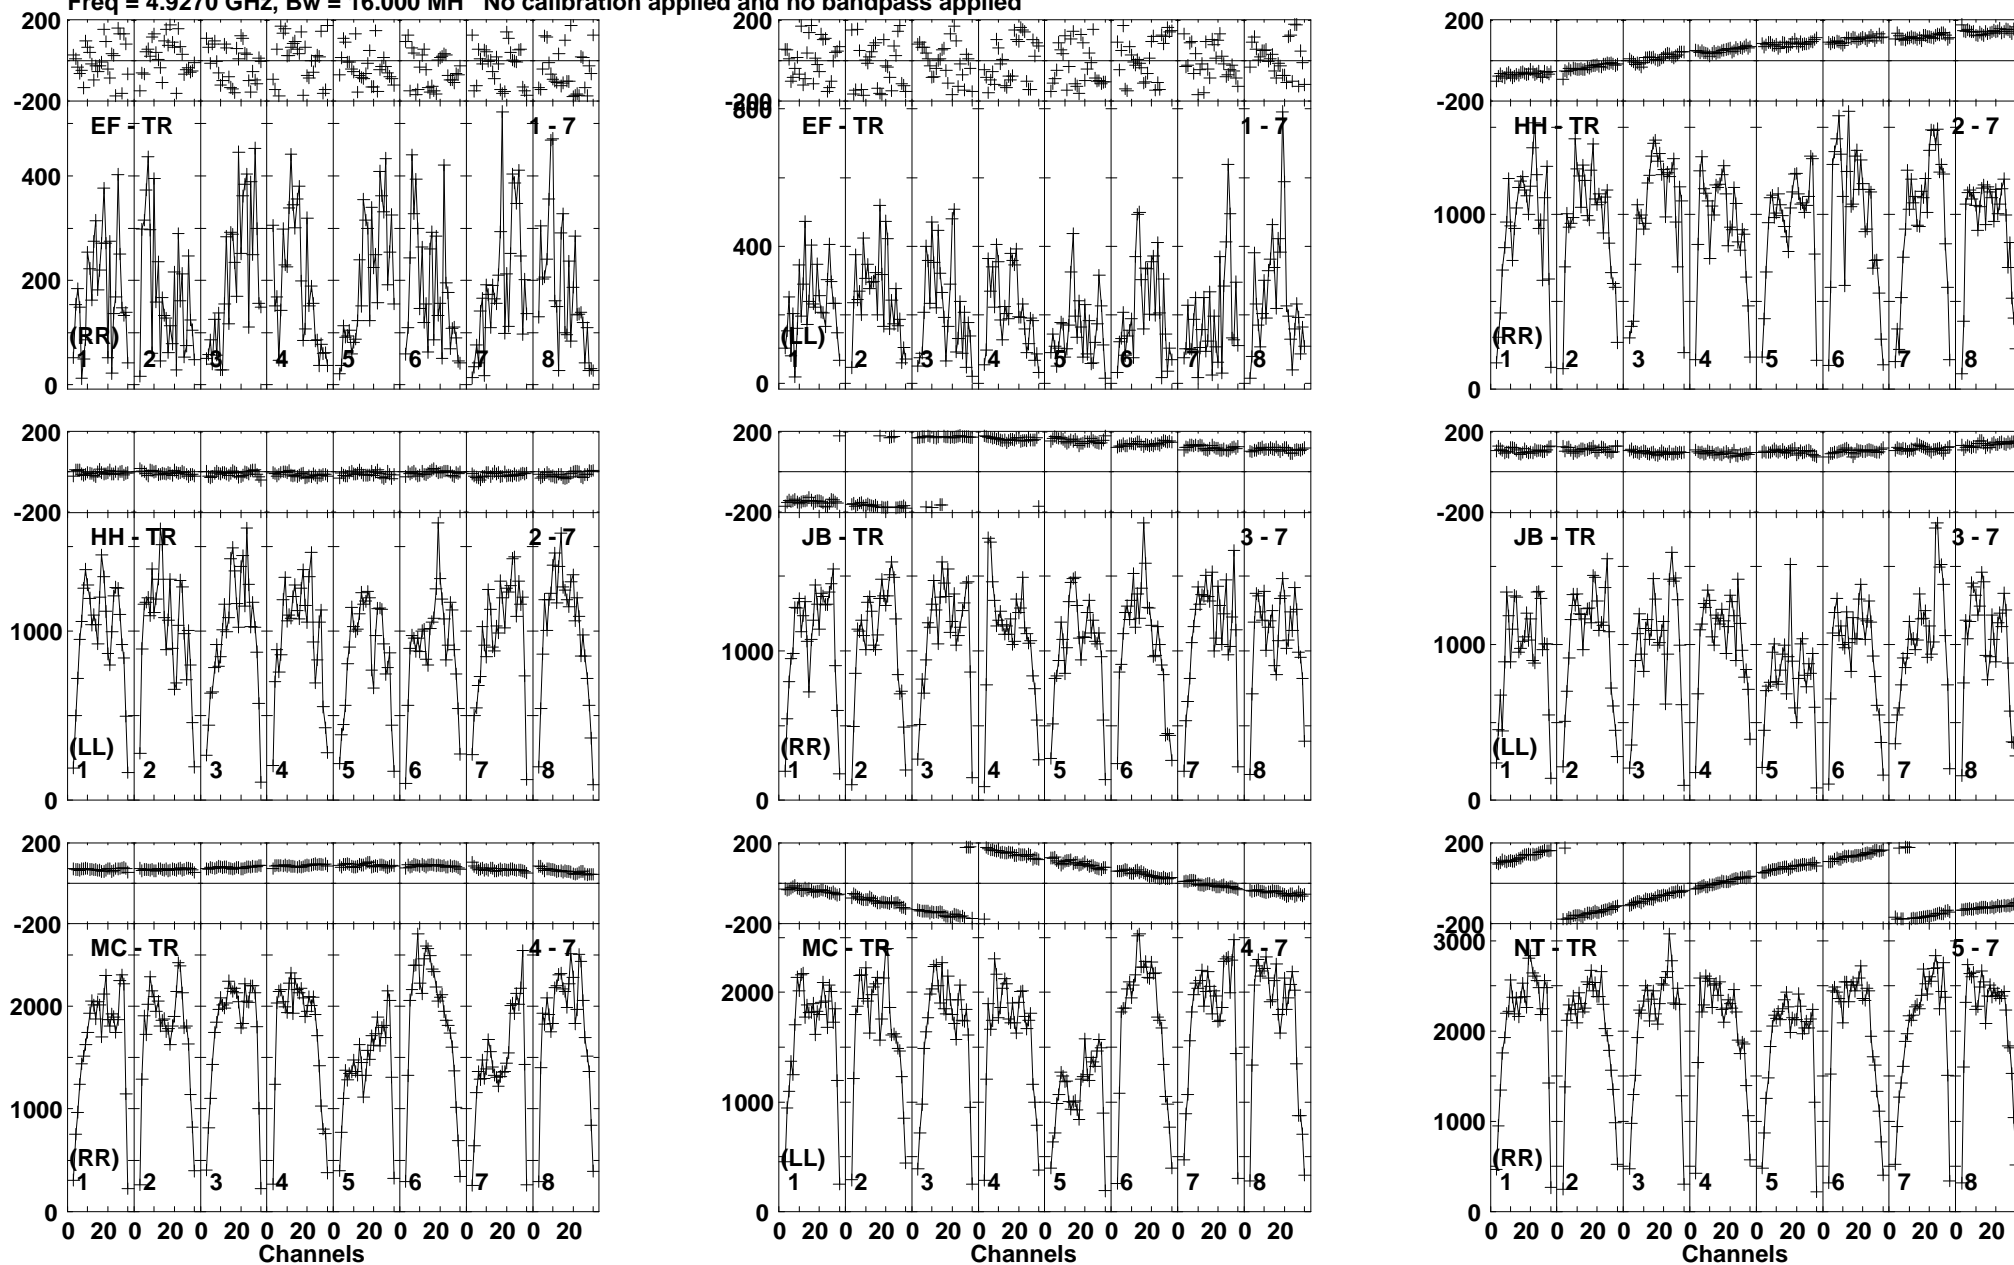 Freq = 4.9270 GHz, Bw = 16.000 MH No calibration applied and no bandpass applied
200 200 200
-200 -200 -200
800
EF - TR 1 - 7 EF - TR 1 - 7 HH - TR 2 - 7
400 400 1000
200
(RR) (LL) (RR)
1 2 3 4 5 6 7 8 1 2 3 4 5 6 7 8 1 2 3 4 5 6 7 8
0 0 0
200 200 200
-200 -200 -200
HH - TR 2 - 7 JB - TR 3 - 7 JB - TR 3 - 7
1000 1000 1000
(LL) (RR) (LL)
1 2 3 4 5 6 7 8 1 2 3 4 5 6 7 8 1 2 3 4 5 6 7 8
0 0 0
200 200 200
-200 -200 -200
MC - TR 4 - 7 MC - TR 4 - 7 NT - TR 5 - 7
3000
2000 2000 2000
1000 1000 1000
(RR) (LL) (RR)
1 2 3 4 5 6 7 8 1 2 3 4 5 6 7 8 1 2 3 4 5 6 7 8
0 0 0
0 20 0 20 0 20 0 20 0 20 0 20 0 20 0 20 0 20 0 20 0 20 0 20 0 20 0 20 0 20 0 20 0 20 0 20 0 20 0 20 0 20 0 20 0 20 0 20
Channels Channels Channels